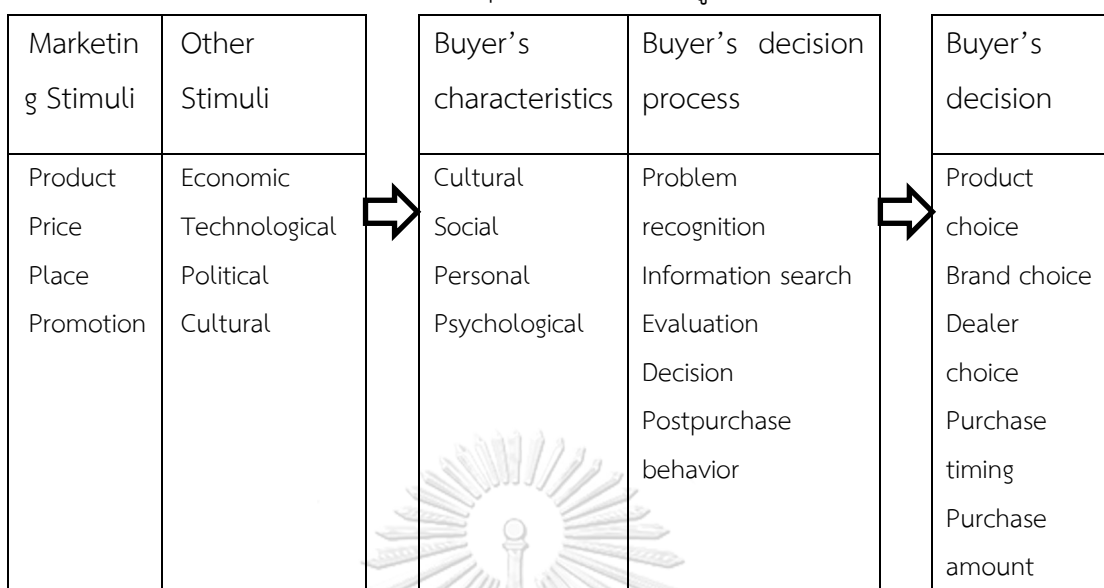 Marketin
g Stimuli
Other
Stimuli
Buyer’s
characteristics
Buyer’s decision
process
Buyer’s
decision
Product
Price
Place
Promotion
Economic
Technological
Political
Cultural
Cultural
Social
Personal
Psychological
Problem
recognition
Information search
Evaluation
Decision
Postpurchase
behavior
Product
choice
Brand choice
Dealer
choice
Purchase
timing
Purchase
amount